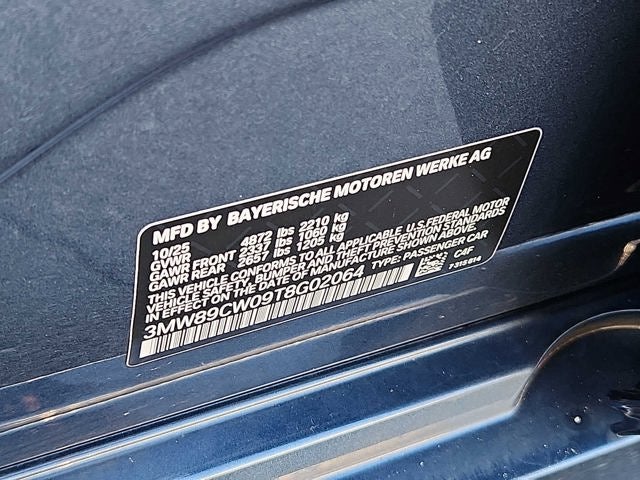 MFD BY BAYERISCHE MOTOREN WERKE AG
10/25
GVWR 4872 lbs 2210 kg
GAWR FRONT 2337 lbs 1060 kg
GAWR REAR 2657 lbs 1205 kg
THIS VEHICLE CONFORMS TO ALL APPLICABLE U.S. FEDERAL MOTOR
VEHICLE SAFETY, BUMPER AND THEFT PREVENTION STANDARDS
IN EFFECT ON THE DATE OF MANUFACTURE SHOWN ABOVE.
3MW89CW09T8G02064 TYPE: PASSENGER CAR
C4F
7315614